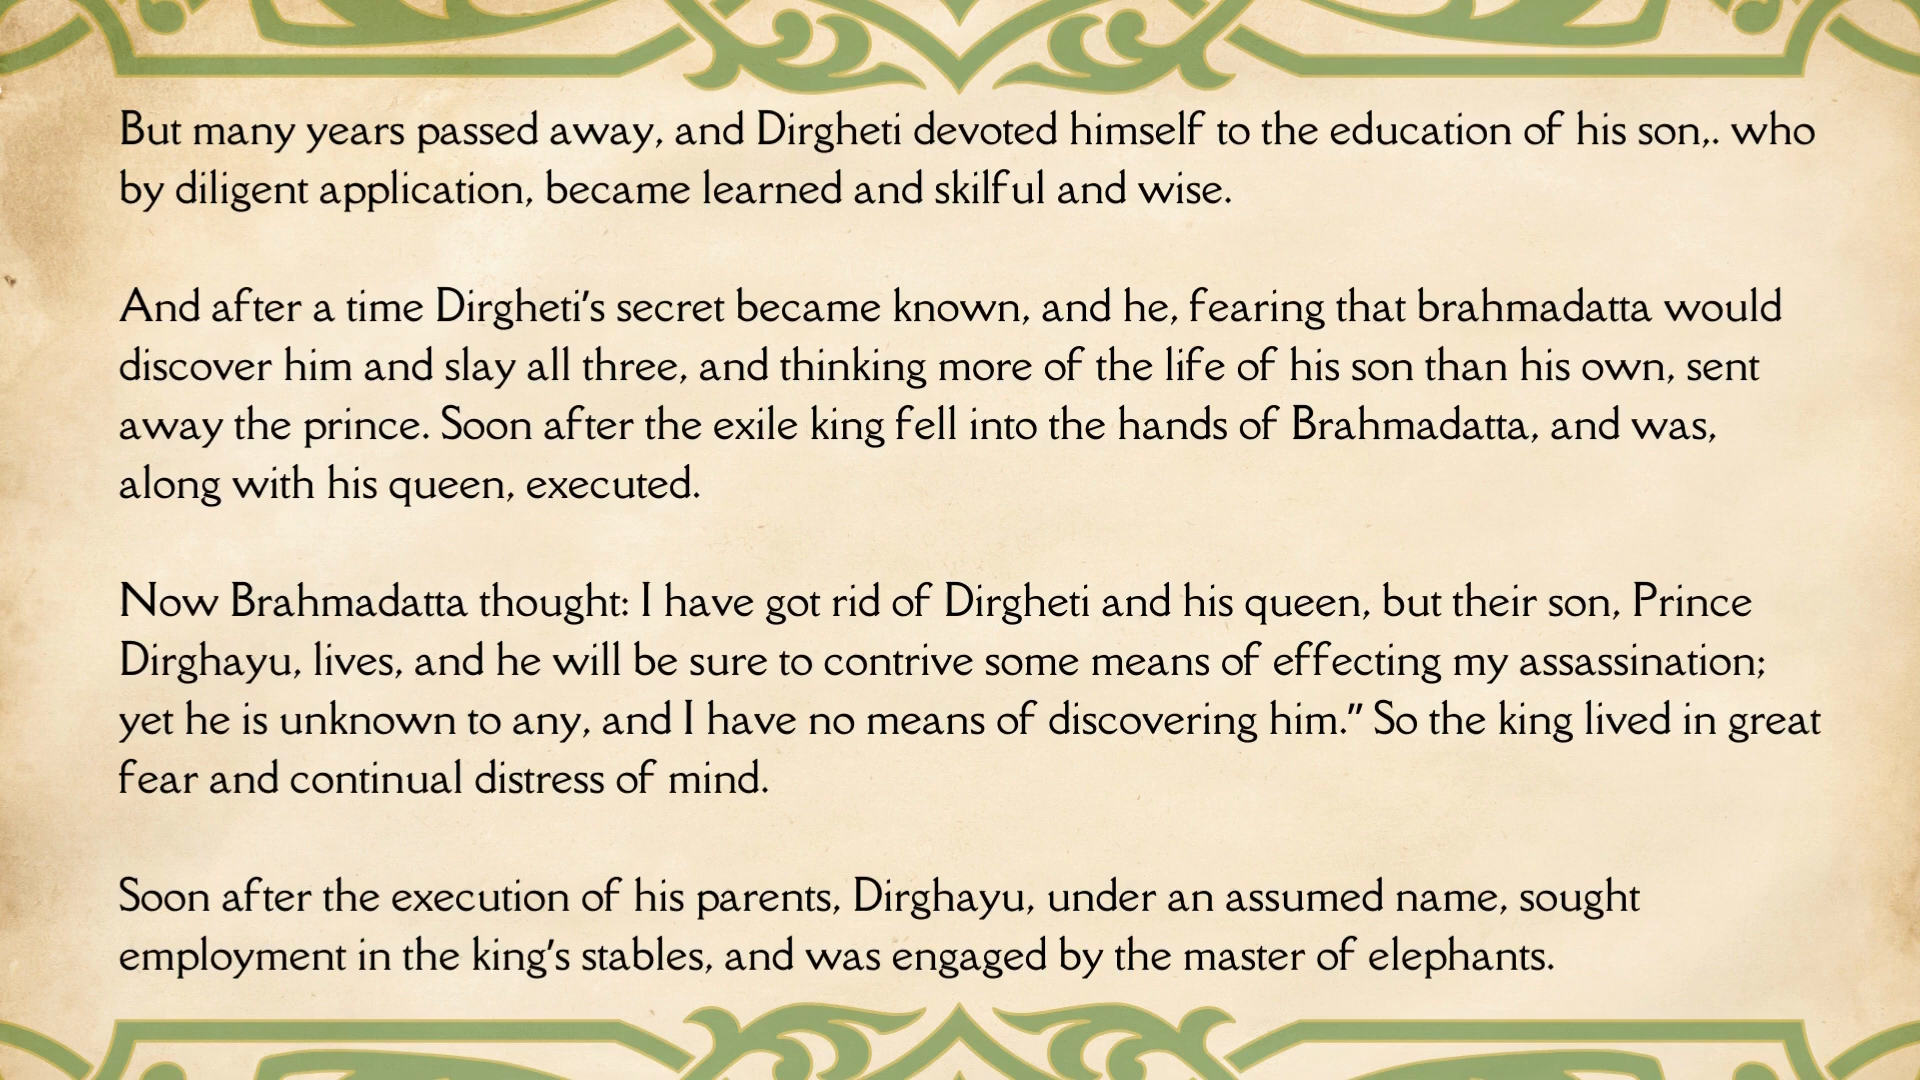 But many years passed away, and Dirgheti devoted himself to the education of his son,. who
by diligent application, became learned and skilful and wise.
And after a time Dirgheti's secret became known, and he, fearing that brahmadatta would
discover him and slay all three, and thinking more of the life of his son than his own, sent
away the prince. Soon after the exile king fell into the hands of Brahmadatta, and was,
along with his queen, executed.
Now Brahmadatta thought: I have got rid of Dirgheti and his queen, but their son, Prince
Dirghayu, lives, and he will be sure to contrive some means of effecting my assassination;
yet he is unknown to any, and I have no means of discovering him." So the king lived in great
fear and continual distress of mind.
Soon after the execution of his parents, Dirghayu, under an assumed name, sought
employment in the king's stables, and was engaged by the master of elephants.